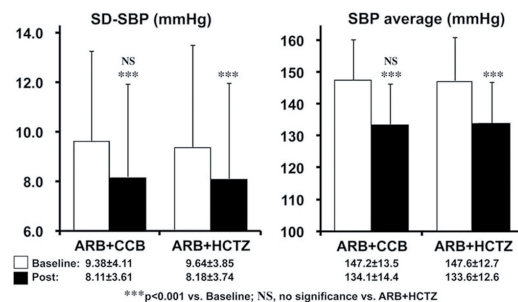 SD-SBP (mmHg)
14.0
12.0
10.0
8.0
6.0
NS
***
***
ARB+CCB
ARB+HCTZ
SBP average (mmHg)
160
150
140
130
120
110
100
NS
***
***
ARB+CCB
ARB+HCTZ
Baseline: 9.38±4.11 9.64±3.85 147.2±13.5 147.6±12.7
Post: 8.11±3.61 8.18±3.74 134.1±14.4 133.6±12.6
***p<0.001 vs. Baseline; NS, no significance vs. ARB+HCTZ